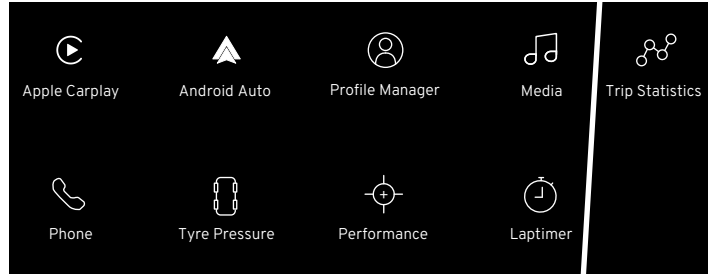 Apple Carplay
Android Auto
Profile Manager
Media
Trip Statistics
Phone
Tyre Pressure
Performance
Laptimer